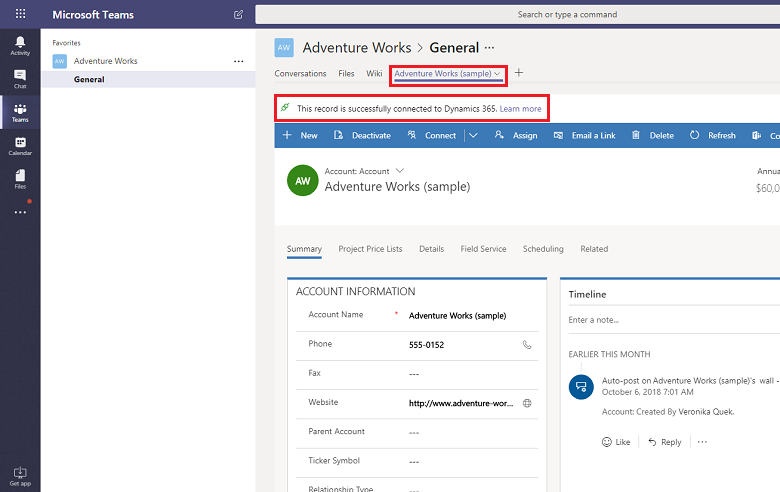 Microsoft Teams
Search or type a command
Activity
Chat
Teams
Calendar
Files
Get app
Favorites
AW Adventure Works ...
General
AW Adventure Works > General ...
Conversations Files Wiki Adventure Works (sample) +
This record is successfully connected to Dynamics 365. Learn more
+ New Deactivate Connect Assign Email a Link Delete Refresh Co
AW
Account: Account
Adventure Works (sample)
Annua
$60,0
Summary Project Price Lists Details Field Service Scheduling Related
ACCOUNT INFORMATION
Account Name * Adventure Works (sample)
Phone 555-0152
Fax ---
Website http://www.adventure-wor...
Parent Account ---
Ticker Symbol ---
Relationship Type
Timeline
Enter a note...
EARLIER THIS MONTH
Auto-post on Adventure Works (sample)'s wall -
October 6, 2018 7:01 AM
Account: Created By Veronika Quek.
Like Reply ...